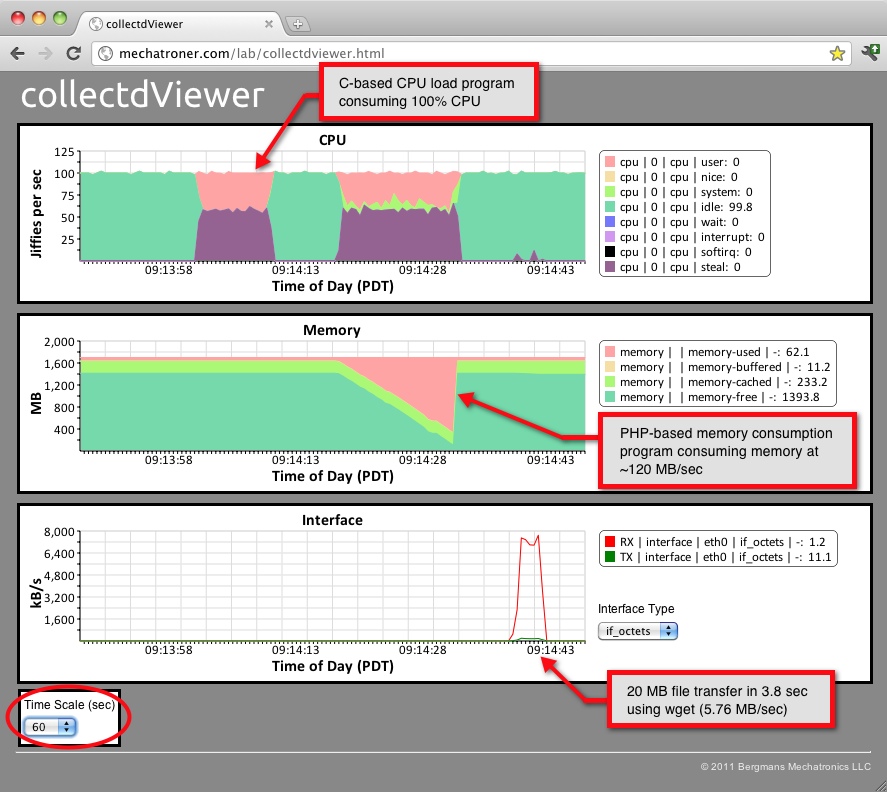 collectdViewer
mechatroner.com/lab/collectdviewer.html
collectdViewer
C-based CPU load program
consuming 100% CPU
CPU
125
100
75
50
25
Jiffies per sec
09:13:58 09:14:13 09:14:28 09:14:43
Time of Day (PDT)
cpu | 0 | cpu | user: 0
cpu | 0 | cpu | nice: 0
cpu | 0 | cpu | system: 0
cpu | 0 | cpu | idle: 99.8
cpu | 0 | cpu | wait: 0
cpu | 0 | cpu | interrupt: 0
cpu | 0 | cpu | softirq: 0
cpu | 0 | cpu | steal: 0
Memory
2,000
1,600
1,200
800
400
MB
09:13:58 09:14:13 09:14:28 09:14:43
Time of Day (PDT)
memory | | memory-used | -: 62.1
memory | | memory-buffered | -: 11.2
memory | | memory-cached | -: 233.2
memory | | memory-free | -: 1393.8
PHP-based memory consumption
program consuming memory at
~120 MB/sec
Interface
8,000
6,400
4,800
3,200
1,600
kB/s
09:13:58 09:14:13 09:14:28 09:14:43
Time of Day (PDT)
RX | interface | eth0 | if_octets | -: 1.2
TX | interface | eth0 | if_octets | -: 11.1
Interface Type
if_octets
20 MB file transfer in 3.8 sec
using wget (5.76 MB/sec)
Time Scale (sec)
60
© 2011 Bergmans Mechatronics LLC